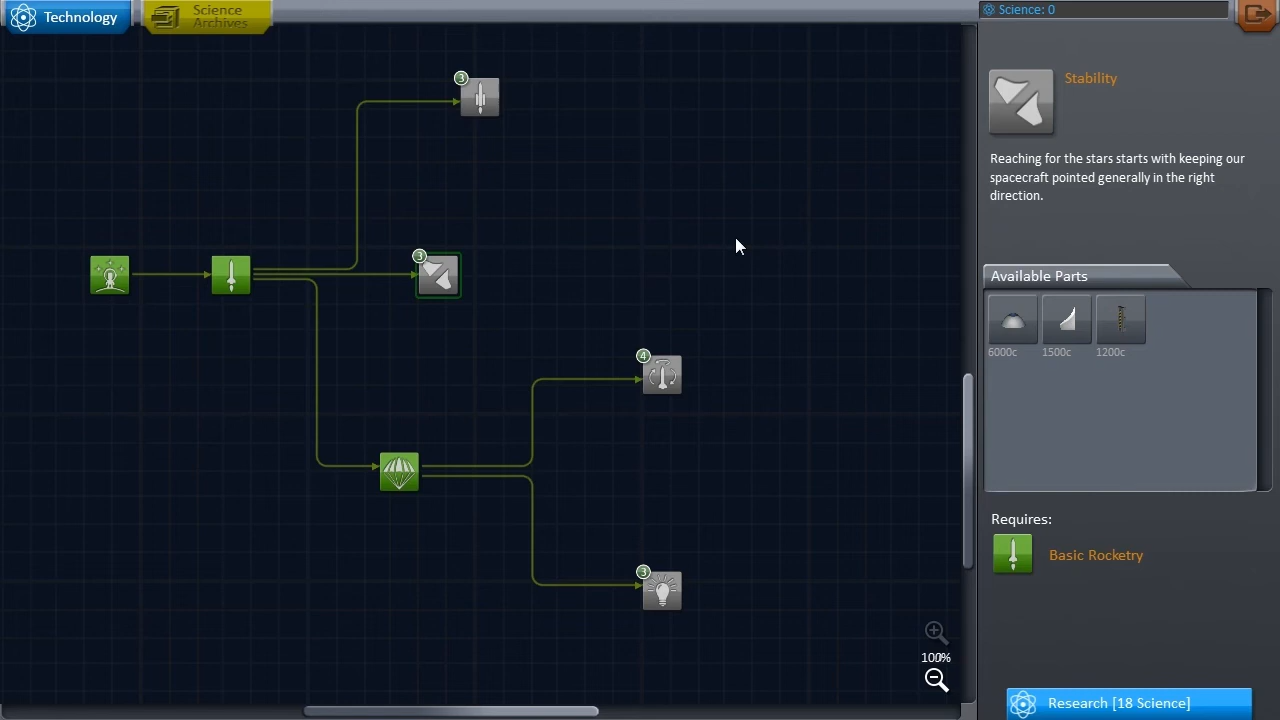 Technology
Science
Archives
Science: 0
3
Stability
Reaching for the stars starts with keeping our
spacecraft pointed generally in the right
direction.
3
Available Parts
6000c
1500c
1200c
4
Requires:
Basic Rocketry
3
100%
Research [18 Science]